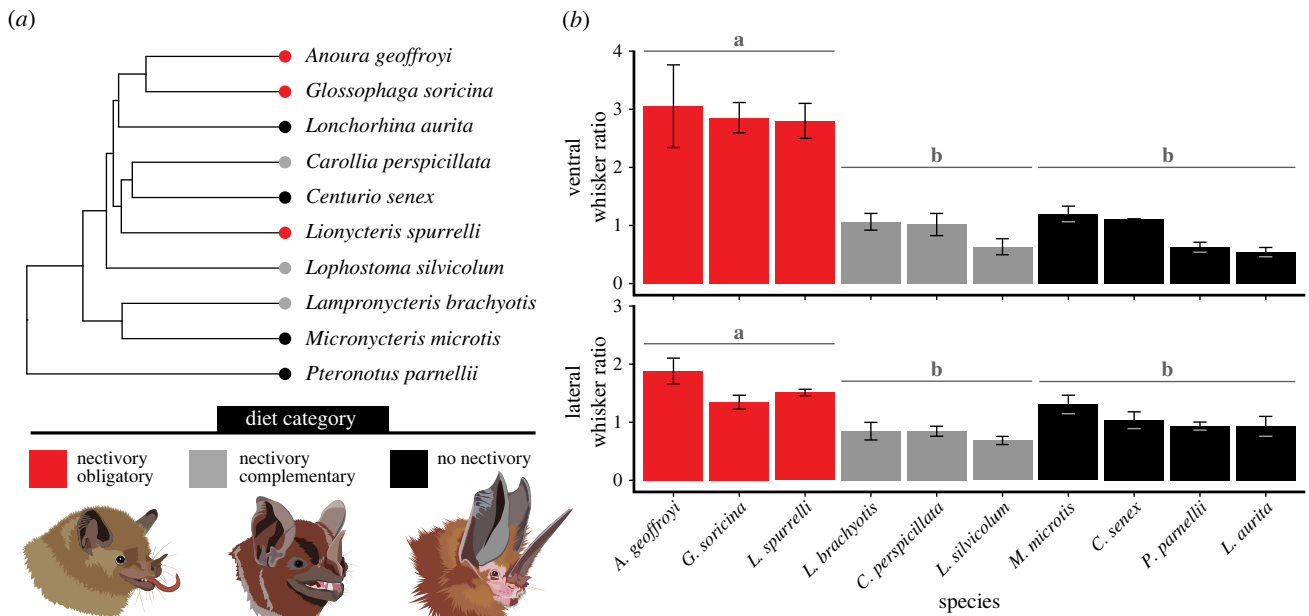 (a)
Anoura geoffroyi
Glossophaga soricina
Lonchorhina aurita
Carollia perspicillata
Centurio senex
Lionycteris spurrelli
Lophostoma silvicolum
Lampronycteris brachyotis
Micronycteris microtis
Pteronotus parnellii
diet category
nectivory
obligatory
nectivory
complementary
no nectivory
(b)
ventral
whisker ratio
4
3
2
1
0
a
b
b
lateral
whisker ratio
3
2
1
0
a
b
b
A. geoffroyi
G. soricina
L. spurrelli
L. brachyotis
C. perspicillata
L. silvicolum
M. microtis
C. senex
P. parnellii
L. aurita
species